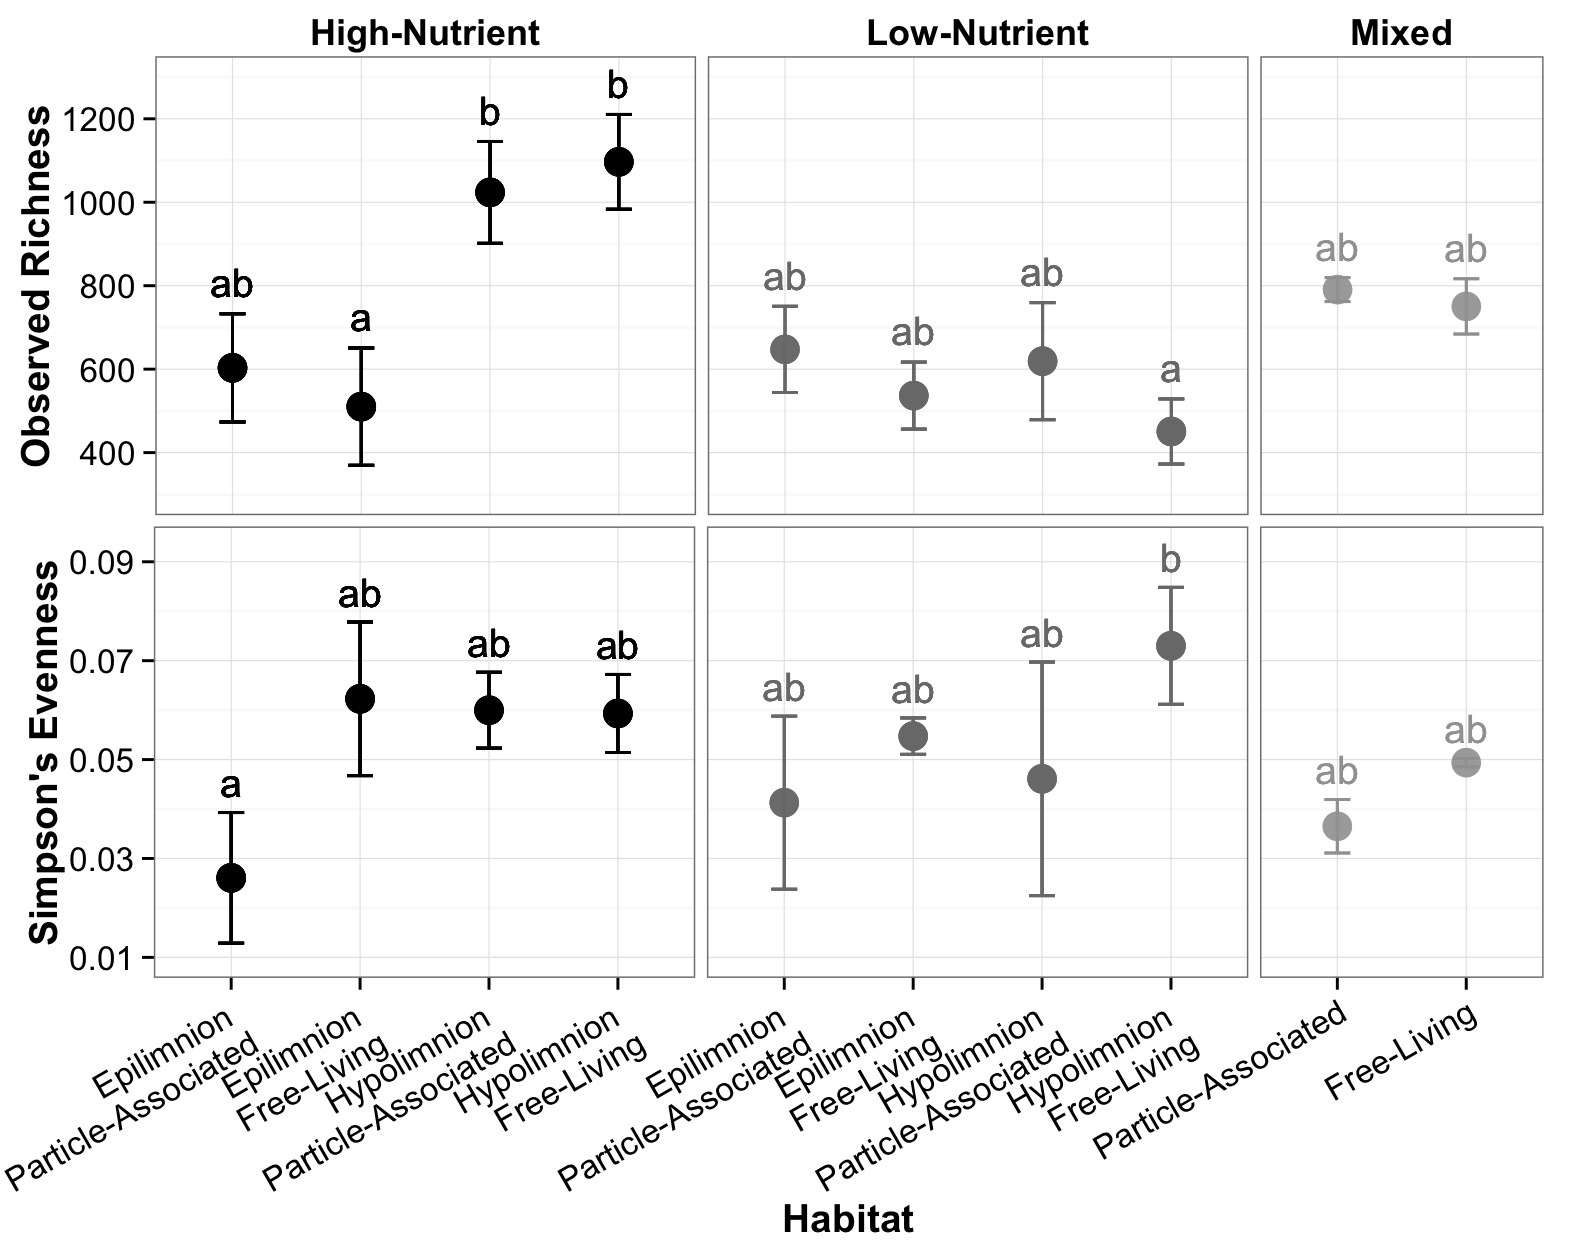 High-Nutrient Low-Nutrient Mixed
Observed Richness
1200
1000
800
600
400
ab a b b
ab ab ab a
ab ab
Simpson's Evenness
0.09
0.07
0.05
0.03
0.01
a ab ab ab
ab ab ab b
ab ab
Epilimnion
Particle-Associated
Epilimnion
Free-Living
Hypolimnion
Particle-Associated
Hypolimnion
Free-Living
Epilimnion
Particle-Associated
Epilimnion
Free-Living
Hypolimnion
Particle-Associated
Hypolimnion
Free-Living
Particle-Associated
Free-Living
Habitat